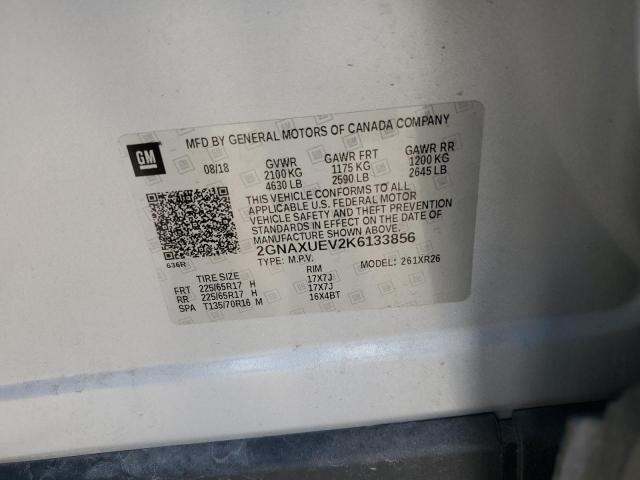 MFD BY GENERAL MOTORS OF CANADA COMPANY
GM
08/18 GVWR GAWR FRT GAWR RR
2100 KG 1175 KG 1200 KG
4630 LB 2590 LB 2645 LB
THIS VEHICLE CONFORMS TO ALL
APPLICABLE U.S. FEDERAL MOTOR
VEHICLE SAFETY AND THEFT PREVENTION
STANDARDS IN EFFECT ON THE DATE OF
MANUFACTURE SHOWN ABOVE.
2GNAXUEV2K6133856
636R
TYPE: M.P.V. MODEL: 261XR26
TIRE SIZE RIM
FRT 225/65R17 H 17X7J
RR 225/65R17 H 17X7J
SPA T135/70R16 M 16X4BT